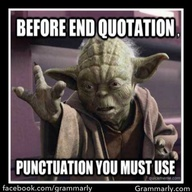 BEFORE END QUOTATION,
PUNCTUATION YOU MUST USE
facebook.com/grammarly Grammarly.com